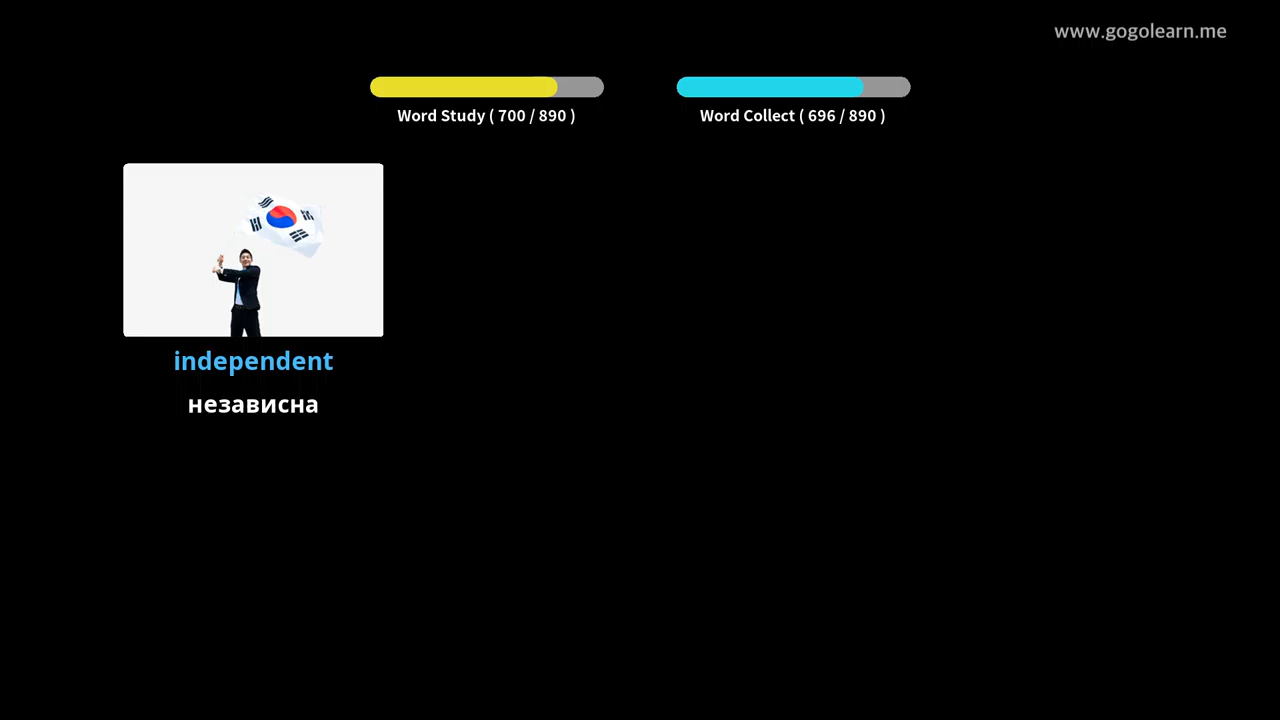 www.gogolearn.me
Word Study ( 700 / 890 )
Word Collect ( 696 / 890 )
independent
независна